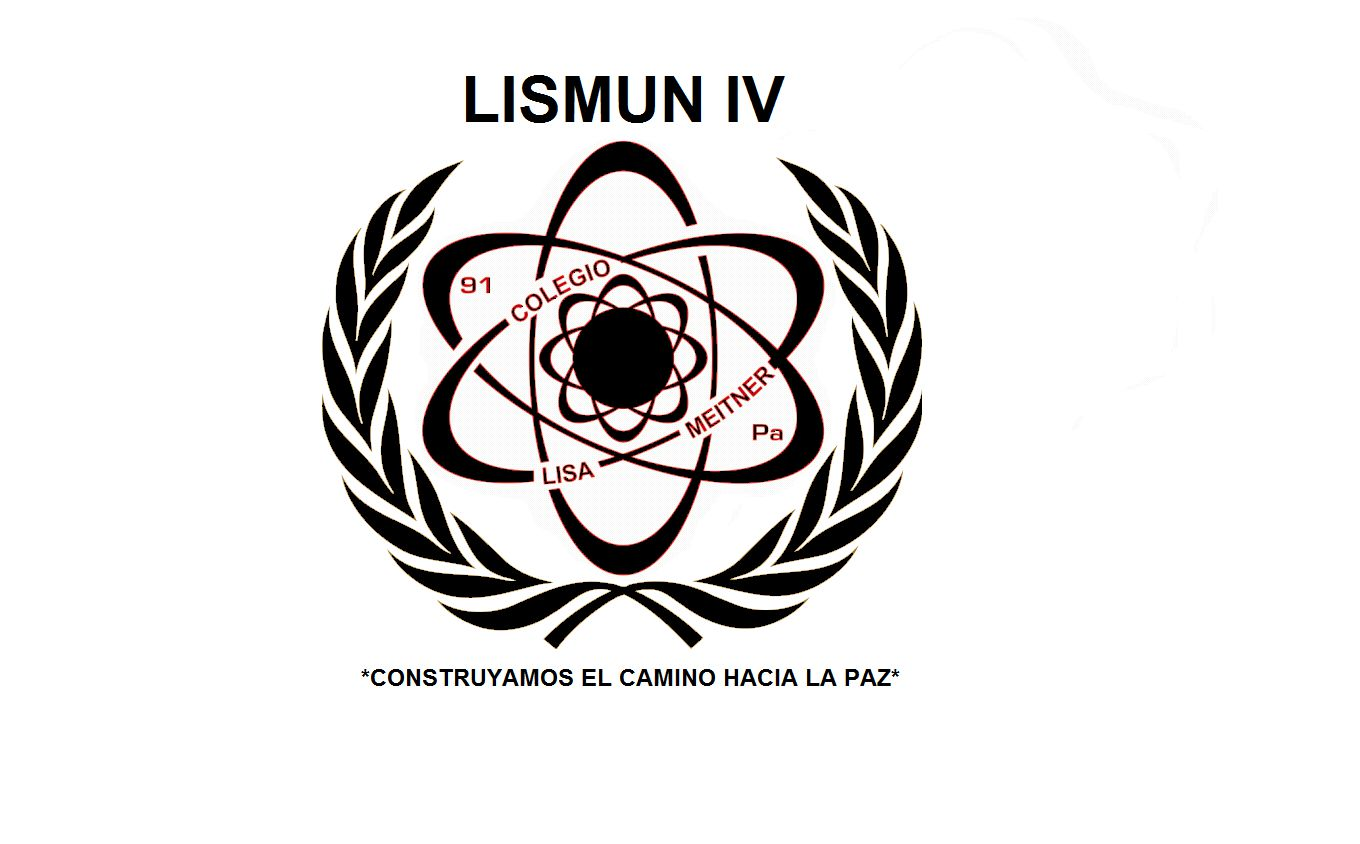 LISMUN IV
91
COLEGIO
LISA
MEITNER
Pa
*CONSTRUYAMOS EL CAMINO HACIA LA PAZ*